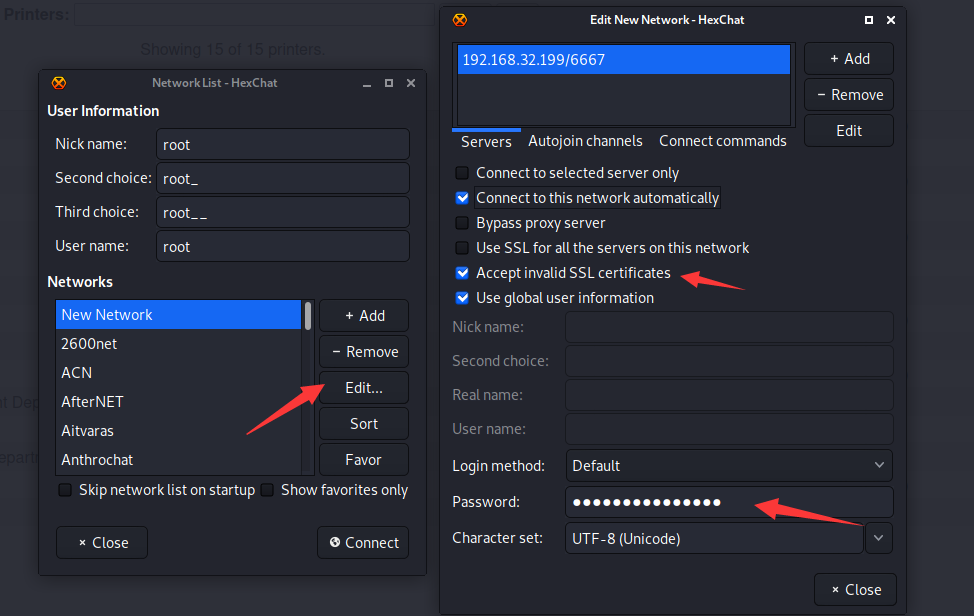 Printers:
Showing 15 of 15 printers.
Network List - HexChat
User Information
Nick name: root
Second choice: root_
Third choice: root__
User name: root
Networks
New Network
2600net
ACN
AfterNET
Aitvaras
Anthrochat
+ Add
− Remove
Edit...
Sort
Favor
Skip network list on startup Show favorites only
× Close
Connect
Edit New Network - HexChat
192.168.32.199/6667
+ Add
− Remove
Edit
Servers Autojoin channels Connect commands
Connect to selected server only
Connect to this network automatically
Bypass proxy server
Use SSL for all the servers on this network
Accept invalid SSL certificates
Use global user information
Nick name:
Second choice:
Real name:
User name:
Login method: Default
Password: ●●●●●●●●●●●●●●●
Character set: UTF-8 (Unicode)
× Close